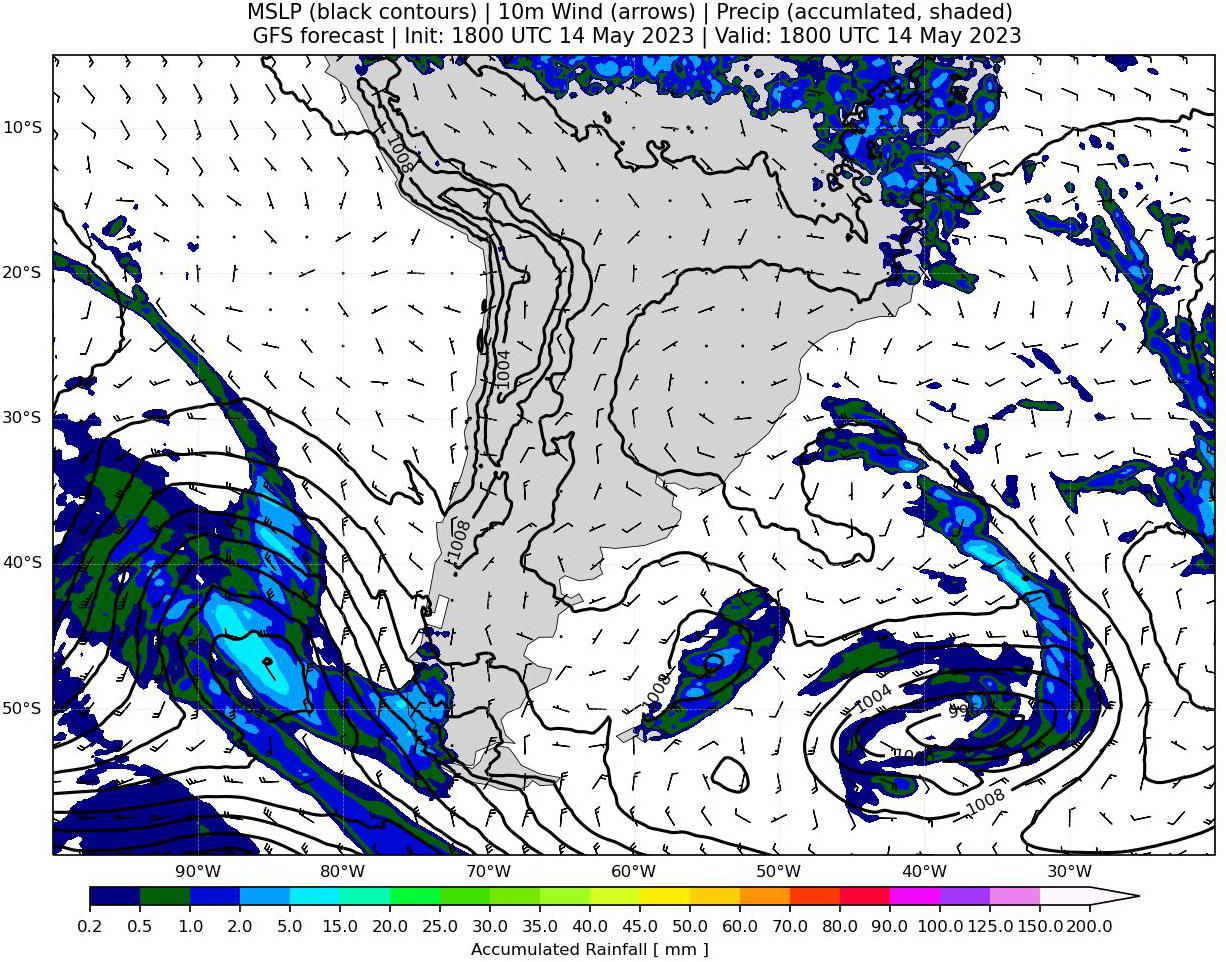 MSLP (black contours) | 10m Wind (arrows) | Precip (accumlated, shaded)
GFS forecast | Init: 1800 UTC 14 May 2023 | Valid: 1800 UTC 14 May 2023
10°S
1008
20°S
1004
30°S
1008
40°S
1008
1004
996
50°S
1008
90°W 80°W 70°W 60°W 50°W 40°W 30°W
0.2 0.5 1.0 2.0 5.0 10.0 15.0 20.0 25.0 30.0 35.0 40.0 45.0 50.0 60.0 70.0 80.0 90.0 100.0 125.0 150.0 200.0
Accumulated Rainfall [ mm ]